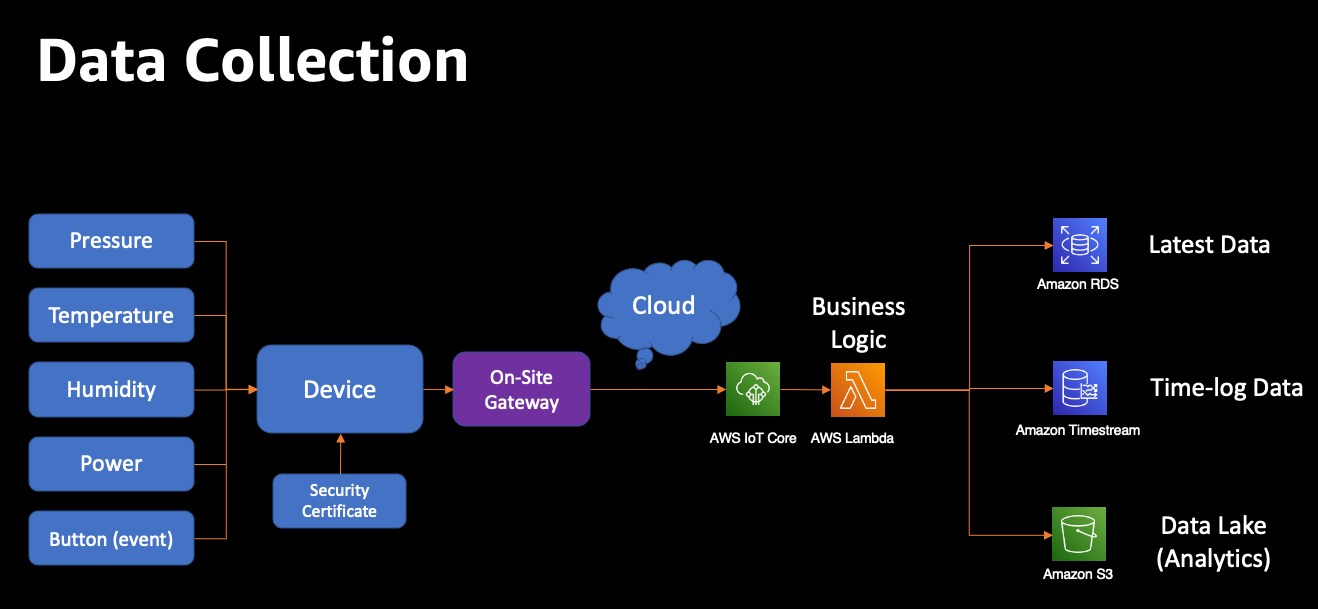 Data Collection
Pressure
Temperature
Humidity
Power
Button (event)
Device
Security
Certificate
On-Site
Gateway
Cloud
AWS IoT Core
Business
Logic
AWS Lambda
Amazon RDS
Latest Data
Amazon Timestream
Time-log Data
Amazon S3
Data Lake
(Analytics)